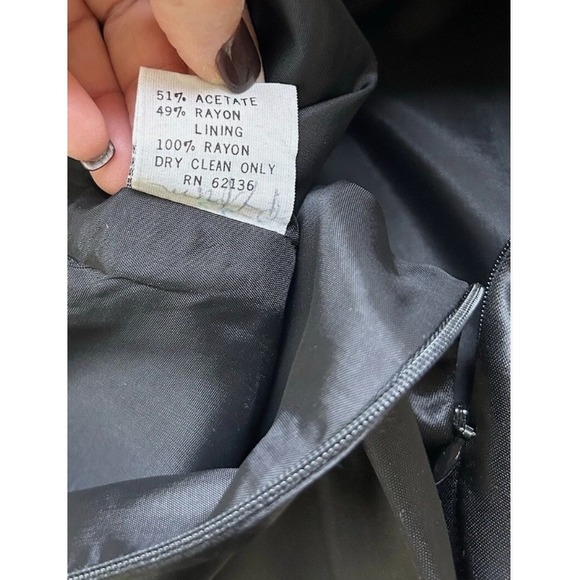 51% ACETATE
49% RAYON
LINING
100% RAYON
DRY CLEAN ONLY
RN 62136